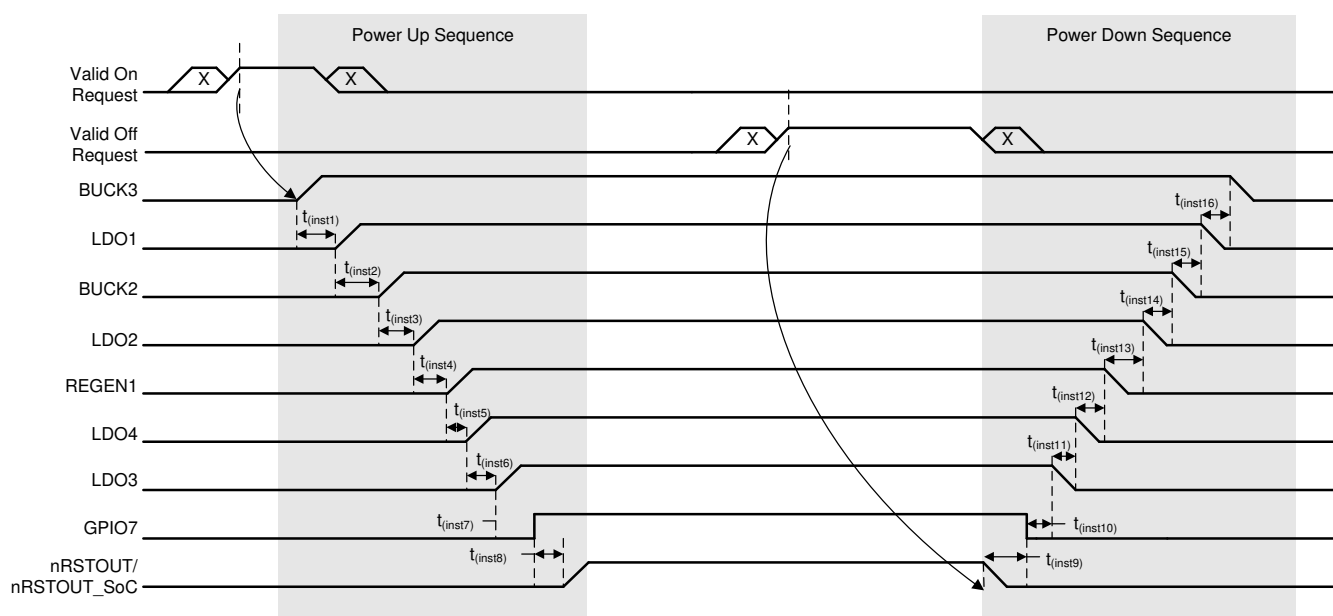 Power Up Sequence
Power Down Sequence
Valid On
Request
X
X
Valid Off
Request
X
X
BUCK3
t(inst16)
t(inst1)
LDO1
t(inst15)
t(inst2)
BUCK2
t(inst14)
t(inst3)
LDO2
t(inst13)
t(inst4)
REGEN1
t(inst12)
t(inst5)
LDO4
t(inst11)
t(inst6)
LDO3
t(inst7)
t(inst10)
GPIO7
t(inst8)
t(inst9)
nRSTOUT/
nRSTOUT_SoC